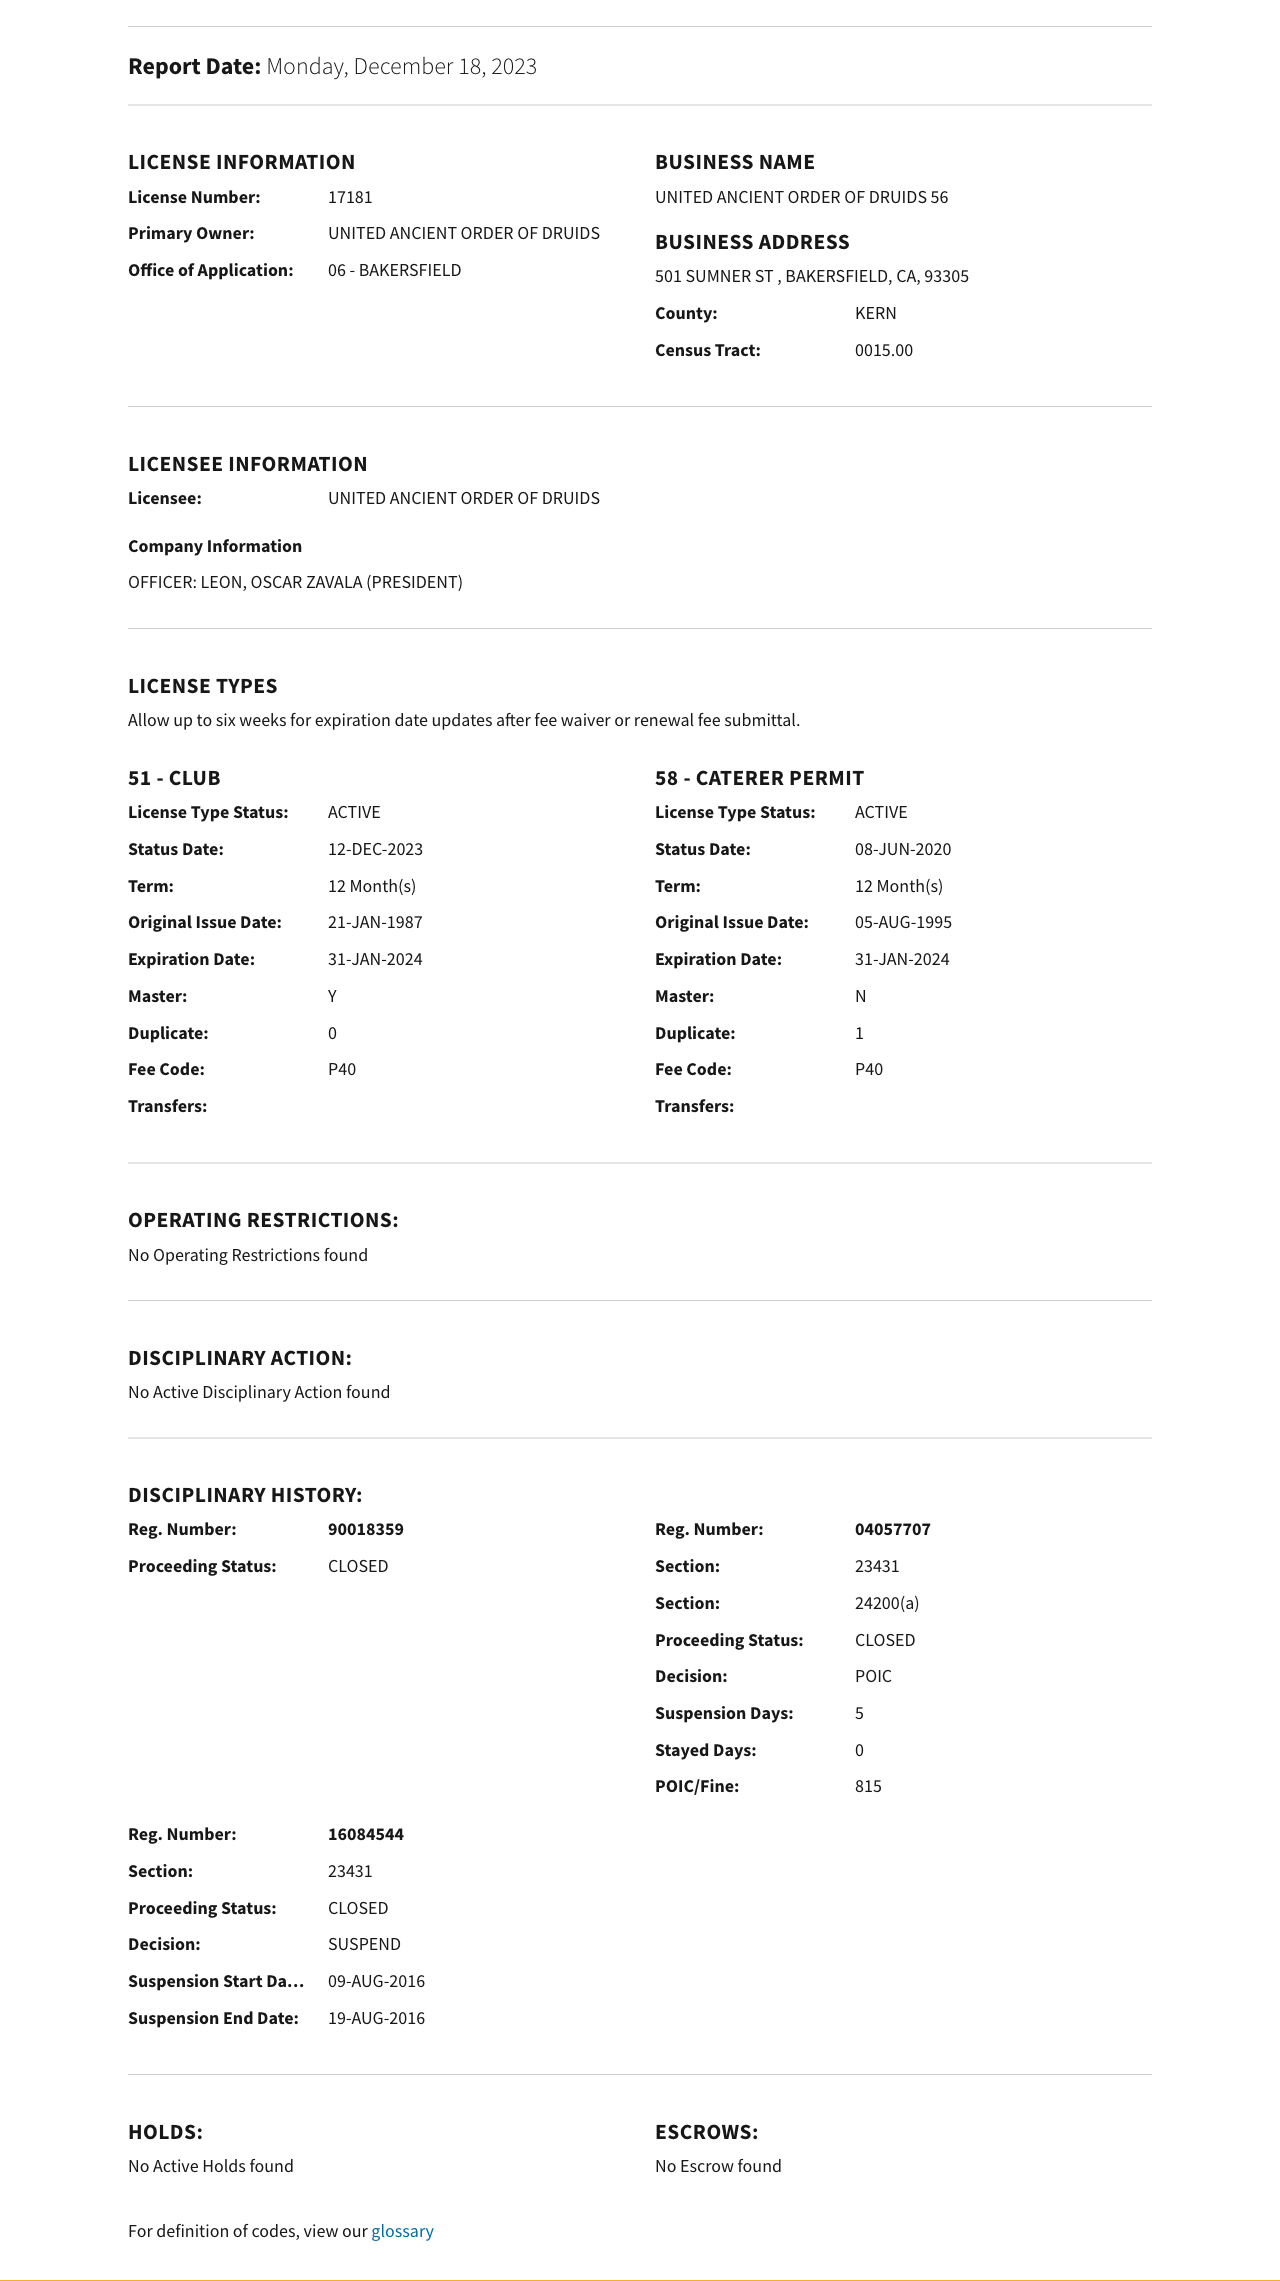 Report Date: Monday, December 18, 2023
LICENSE INFORMATION
License Number: 17181
Primary Owner: UNITED ANCIENT ORDER OF DRUIDS
Office of Application: 06 - BAKERSFIELD
BUSINESS NAME
UNITED ANCIENT ORDER OF DRUIDS 56
BUSINESS ADDRESS
501 SUMNER ST , BAKERSFIELD, CA, 93305
County: KERN
Census Tract: 0015.00
LICENSEE INFORMATION
Licensee: UNITED ANCIENT ORDER OF DRUIDS
Company Information
OFFICER: LEON, OSCAR ZAVALA (PRESIDENT)
LICENSE TYPES
Allow up to six weeks for expiration date updates after fee waiver or renewal fee submittal.
51 - CLUB
License Type Status: ACTIVE
Status Date: 12-DEC-2023
Term: 12 Month(s)
Original Issue Date: 21-JAN-1987
Expiration Date: 31-JAN-2024
Master: Y
Duplicate: 0
Fee Code: P40
Transfers:
58 - CATERER PERMIT
License Type Status: ACTIVE
Status Date: 08-JUN-2020
Term: 12 Month(s)
Original Issue Date: 05-AUG-1995
Expiration Date: 31-JAN-2024
Master: N
Duplicate: 1
Fee Code: P40
Transfers:
OPERATING RESTRICTIONS:
No Operating Restrictions found
DISCIPLINARY ACTION:
No Active Disciplinary Action found
DISCIPLINARY HISTORY:
Reg. Number: 90018359
Proceeding Status: CLOSED
Reg. Number: 04057707
Section: 23431
Section: 24200(a)
Proceeding Status: CLOSED
Decision: POIC
Suspension Days: 5
Stayed Days: 0
POIC/Fine: 815
Reg. Number: 16084544
Section: 23431
Proceeding Status: CLOSED
Decision: SUSPEND
Suspension Start Da... 09-AUG-2016
Suspension End Date: 19-AUG-2016
HOLDS:
No Active Holds found
ESCROWS:
No Escrow found
For definition of codes, view our glossary